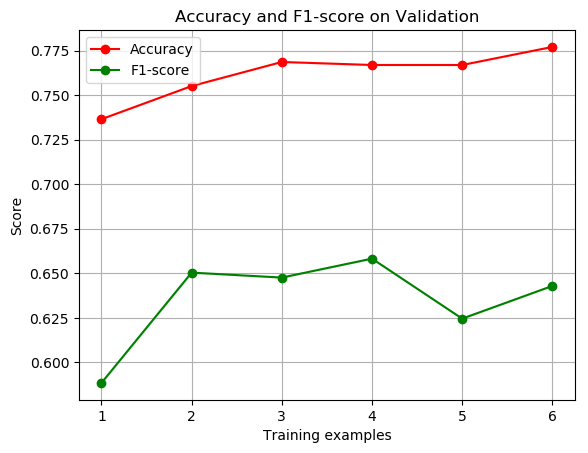 Accuracy and F1-score on Validation
Accuracy
F1-score
0.775
0.750
0.725
0.700
0.675
0.650
0.625
0.600
Score
1 2 3 4 5 6
Training examples